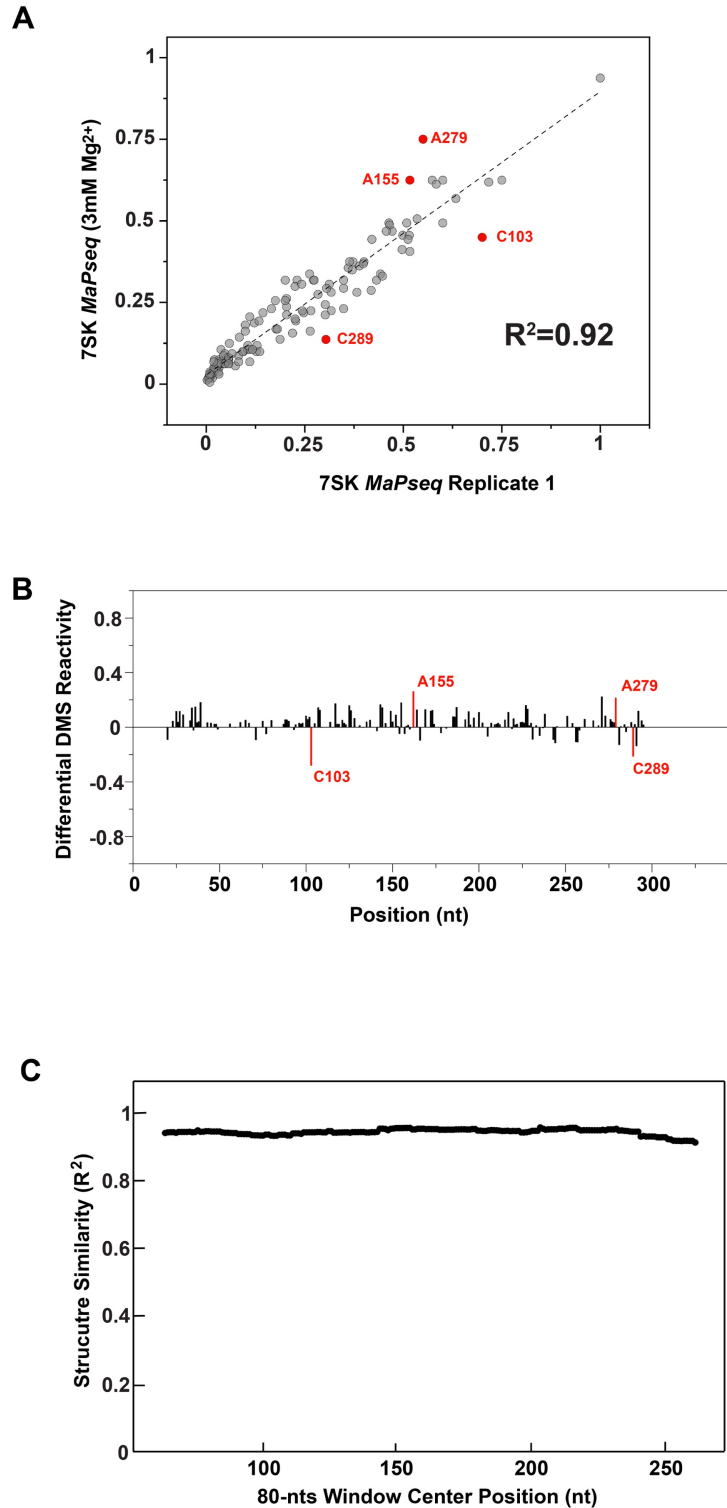 A
1
0.75
0.5
0.25
0
7SK MaPseq (3mM Mg2+)
A279
A155
C103
C289
R2=0.92
0
0.25
0.5
0.75
1
7SK MaPseq Replicate 1
B
0.8
0.4
0
-0.4
-0.8
Differential DMS Reactivity
A155
A279
C103
C289
0
50
100
150
200
250
300
Position (nt)
C
1
0.8
0.6
0.4
0.2
0
Strucutre Similarity (R2)
100
150
200
250
80-nts Window Center Position (nt)